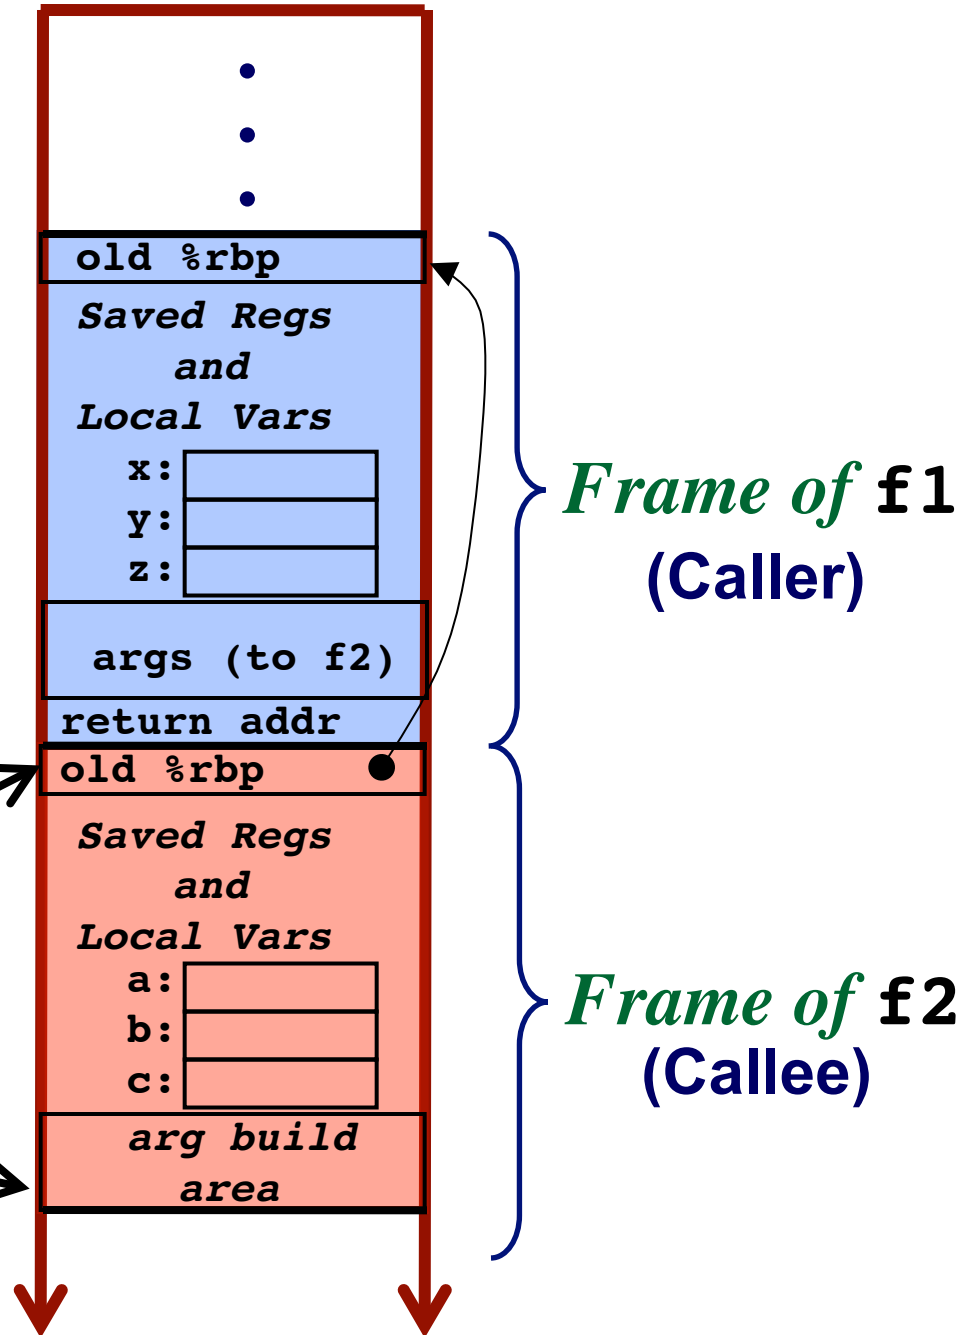 old %rbp
Saved Regs
and
Local Vars
x:
y:
z:
args (to f2)
return addr
Frame of f1
(Caller)
old %rbp
Saved Regs
and
Local Vars
a:
b:
c:
arg build
area
Frame of f2
(Callee)